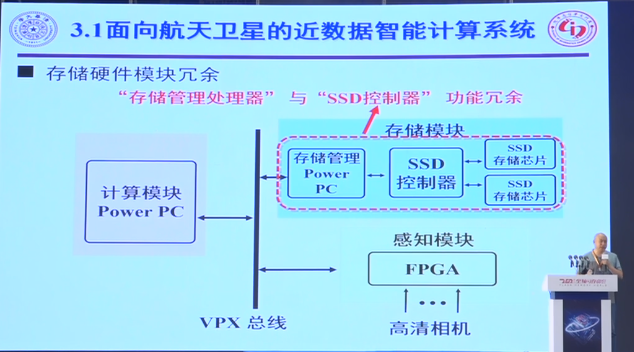 3.1面向航天卫星的近数据智能计算系统
■ 存储硬件模块冗余
“存储管理处理器” 与 “SSD控制器” 功能冗余
存储模块
计算模块
Power PC
存储管理
Power
PC
SSD
控制器
SSD
存储芯片
SSD
存储芯片
感知模块
FPGA
...
高清相机
VPX 总线